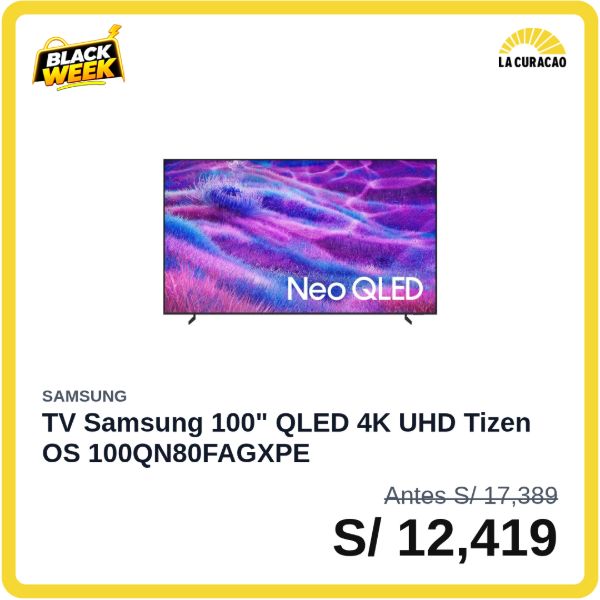 BLACK
WEEK
LA CURACAO
Neo QLED
SAMSUNG
TV Samsung 100" QLED 4K UHD Tizen
OS 100QN80FAGXPE
Antes S/ 17,389
S/ 12,419